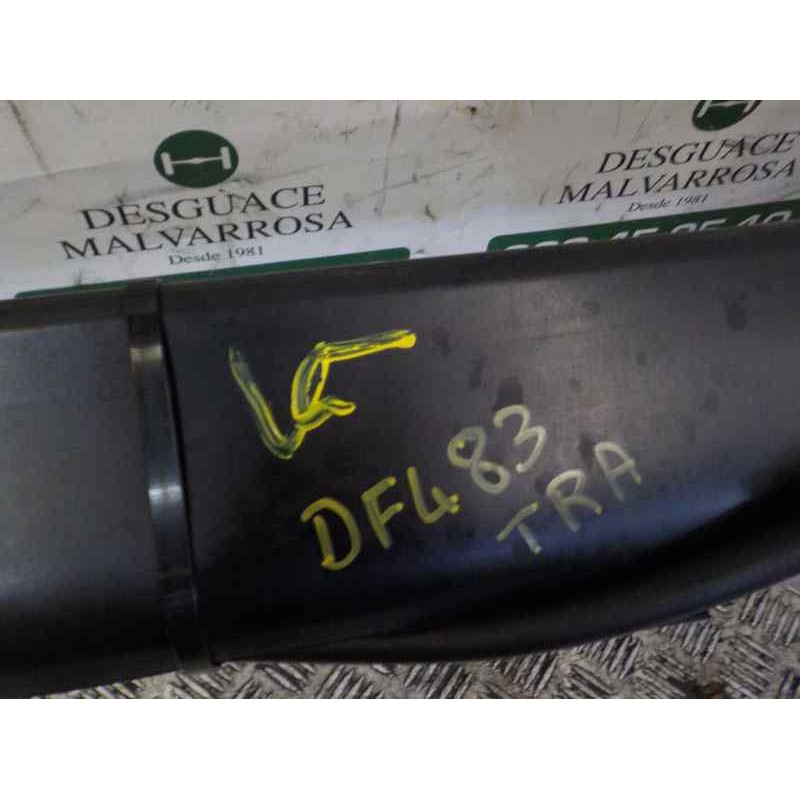 DESGUACE
MALVARROSA
Desde 1981
DESGUACE
MALVARROSA
Desde 1981
DF483
TRA